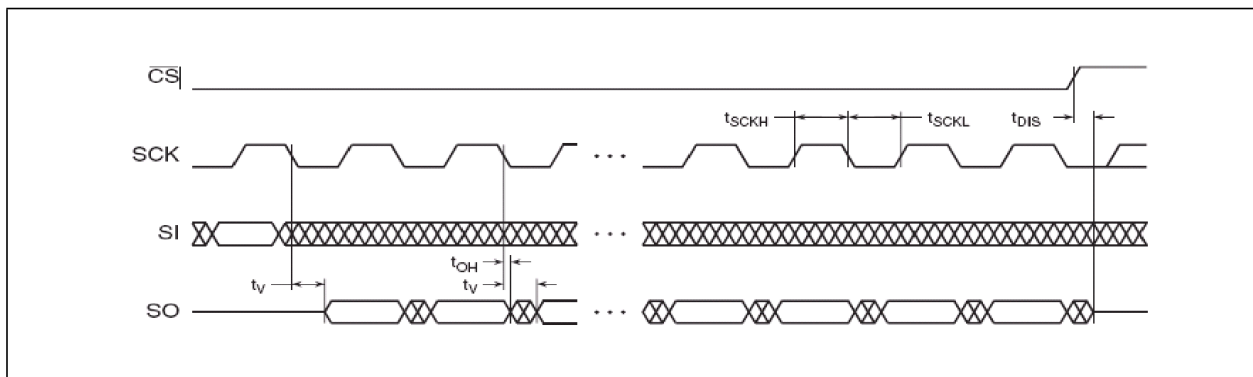 CS
tSCKH tSCKL tDIS
SCK
SI
tOH
tV tV
SO